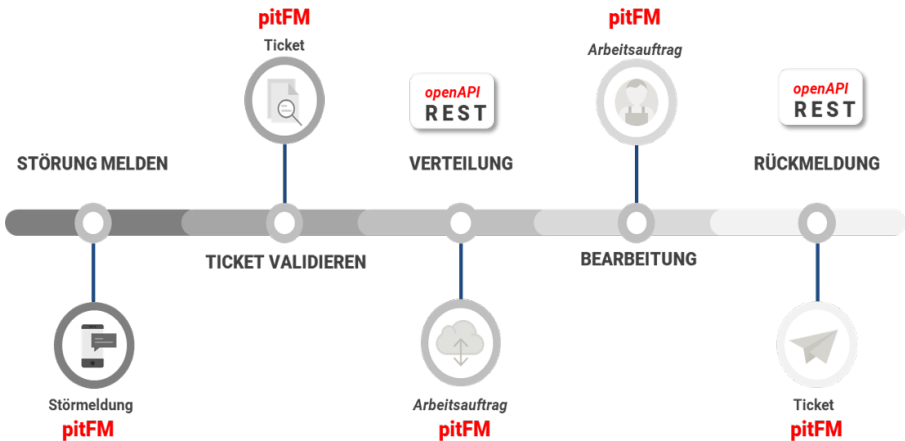 pitFM
Ticket
pitFM
Arbeitsauftrag
openAPI
REST
openAPI
REST
STÖRUNG MELDEN
VERTEILUNG
RÜCKMELDUNG
TICKET VALIDIEREN
BEARBEITUNG
Störmeldung
pitFM
Arbeitsauftrag
pitFM
Ticket
pitFM